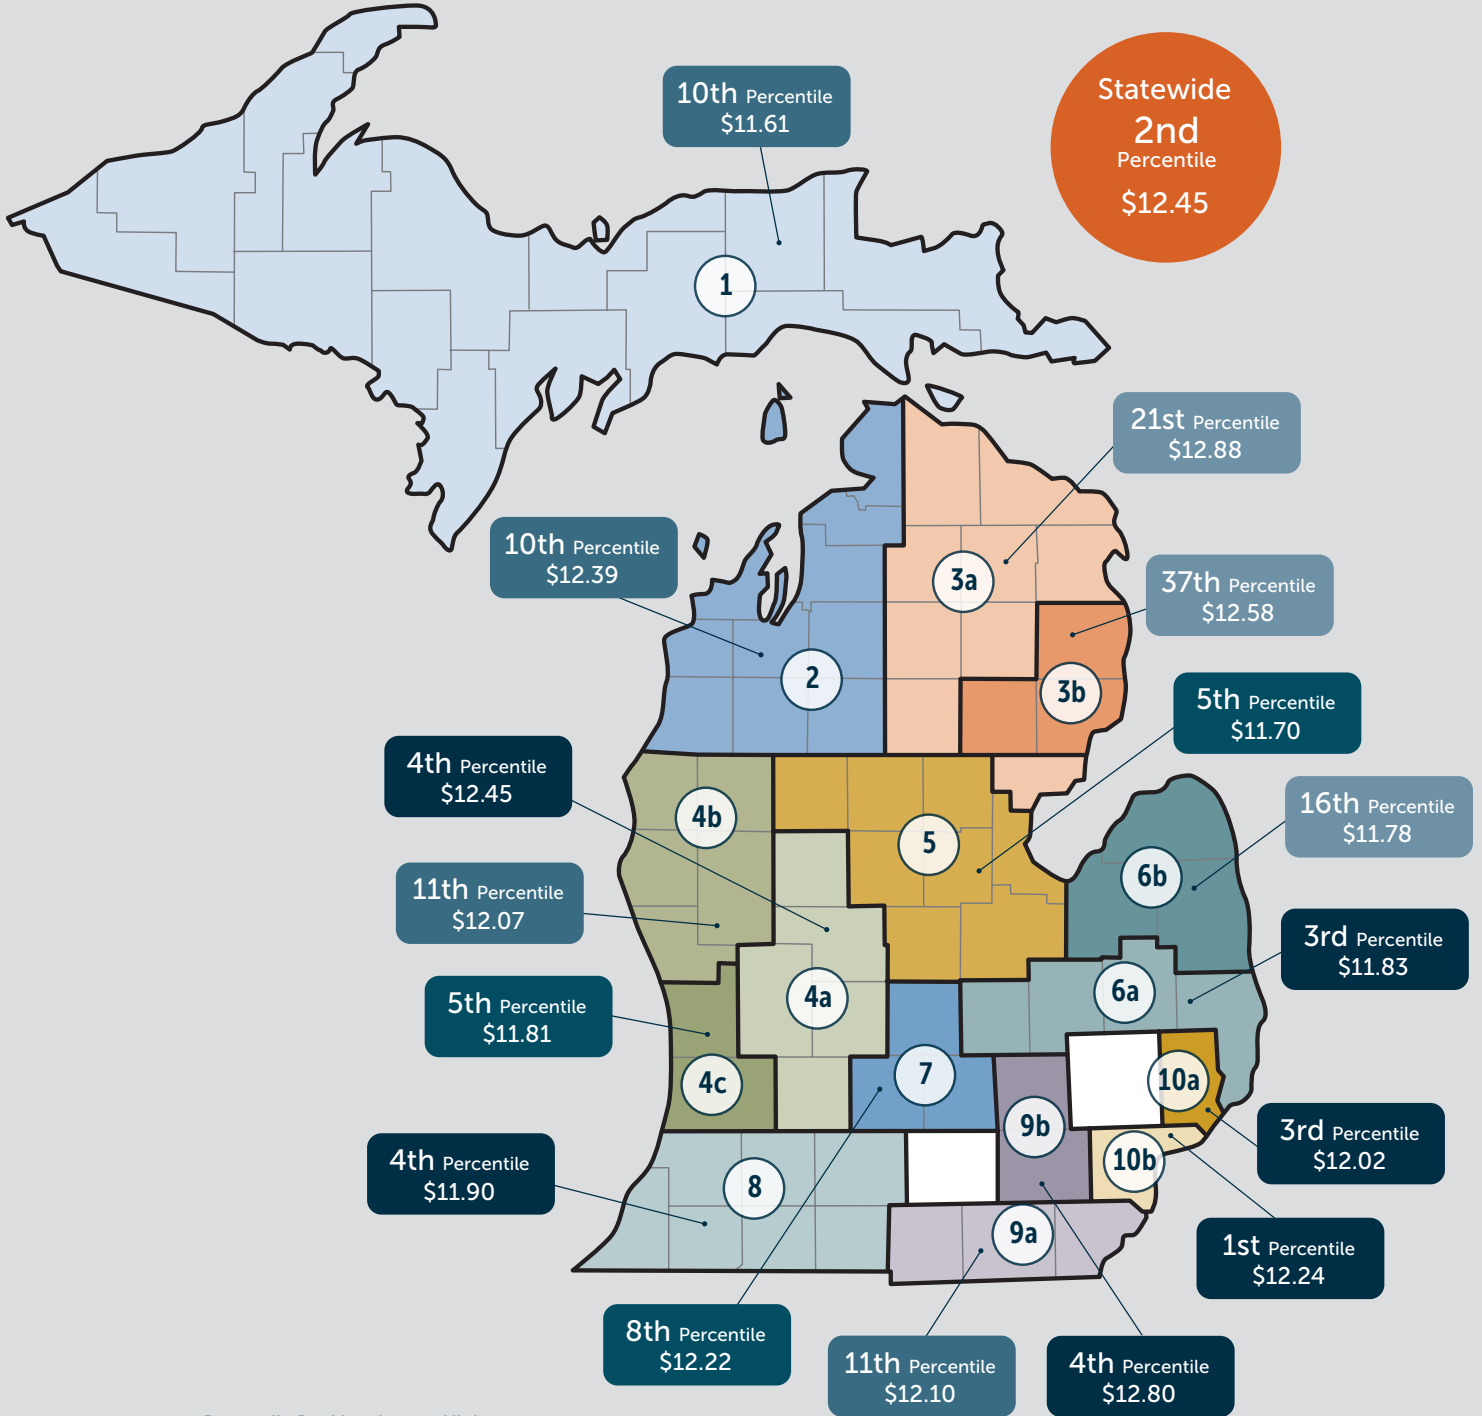 10th Percentile
$11.61
Statewide
2nd
Percentile
$12.45
1
21st Percentile
$12.88
10th Percentile
$12.39
3a
37th Percentile
$12.58
2
3b
5th Percentile
$11.70
4th Percentile
$12.45
4b
5
16th Percentile
$11.78
6b
11th Percentile
$12.07
3rd Percentile
$11.83
4a
6a
5th Percentile
$11.81
4c
7
10a
9b
3rd Percentile
$12.02
10b
4th Percentile
$11.90
8
9a
1st Percentile
$12.24
8th Percentile
$12.22
11th Percentile
$12.10
4th Percentile
$12.80